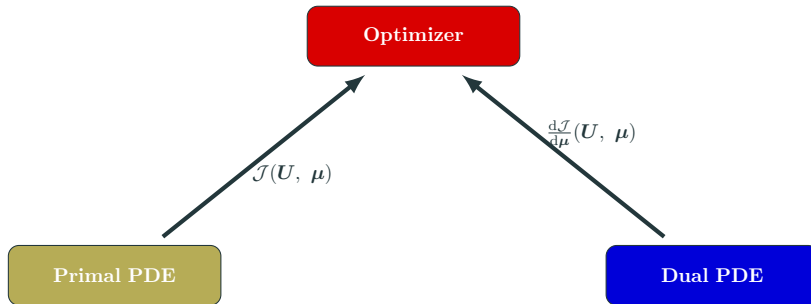 Optimizer
d𝒥/d𝝁(𝑼, 𝝁)
𝒥(𝑼, 𝝁)
Primal PDE
Dual PDE